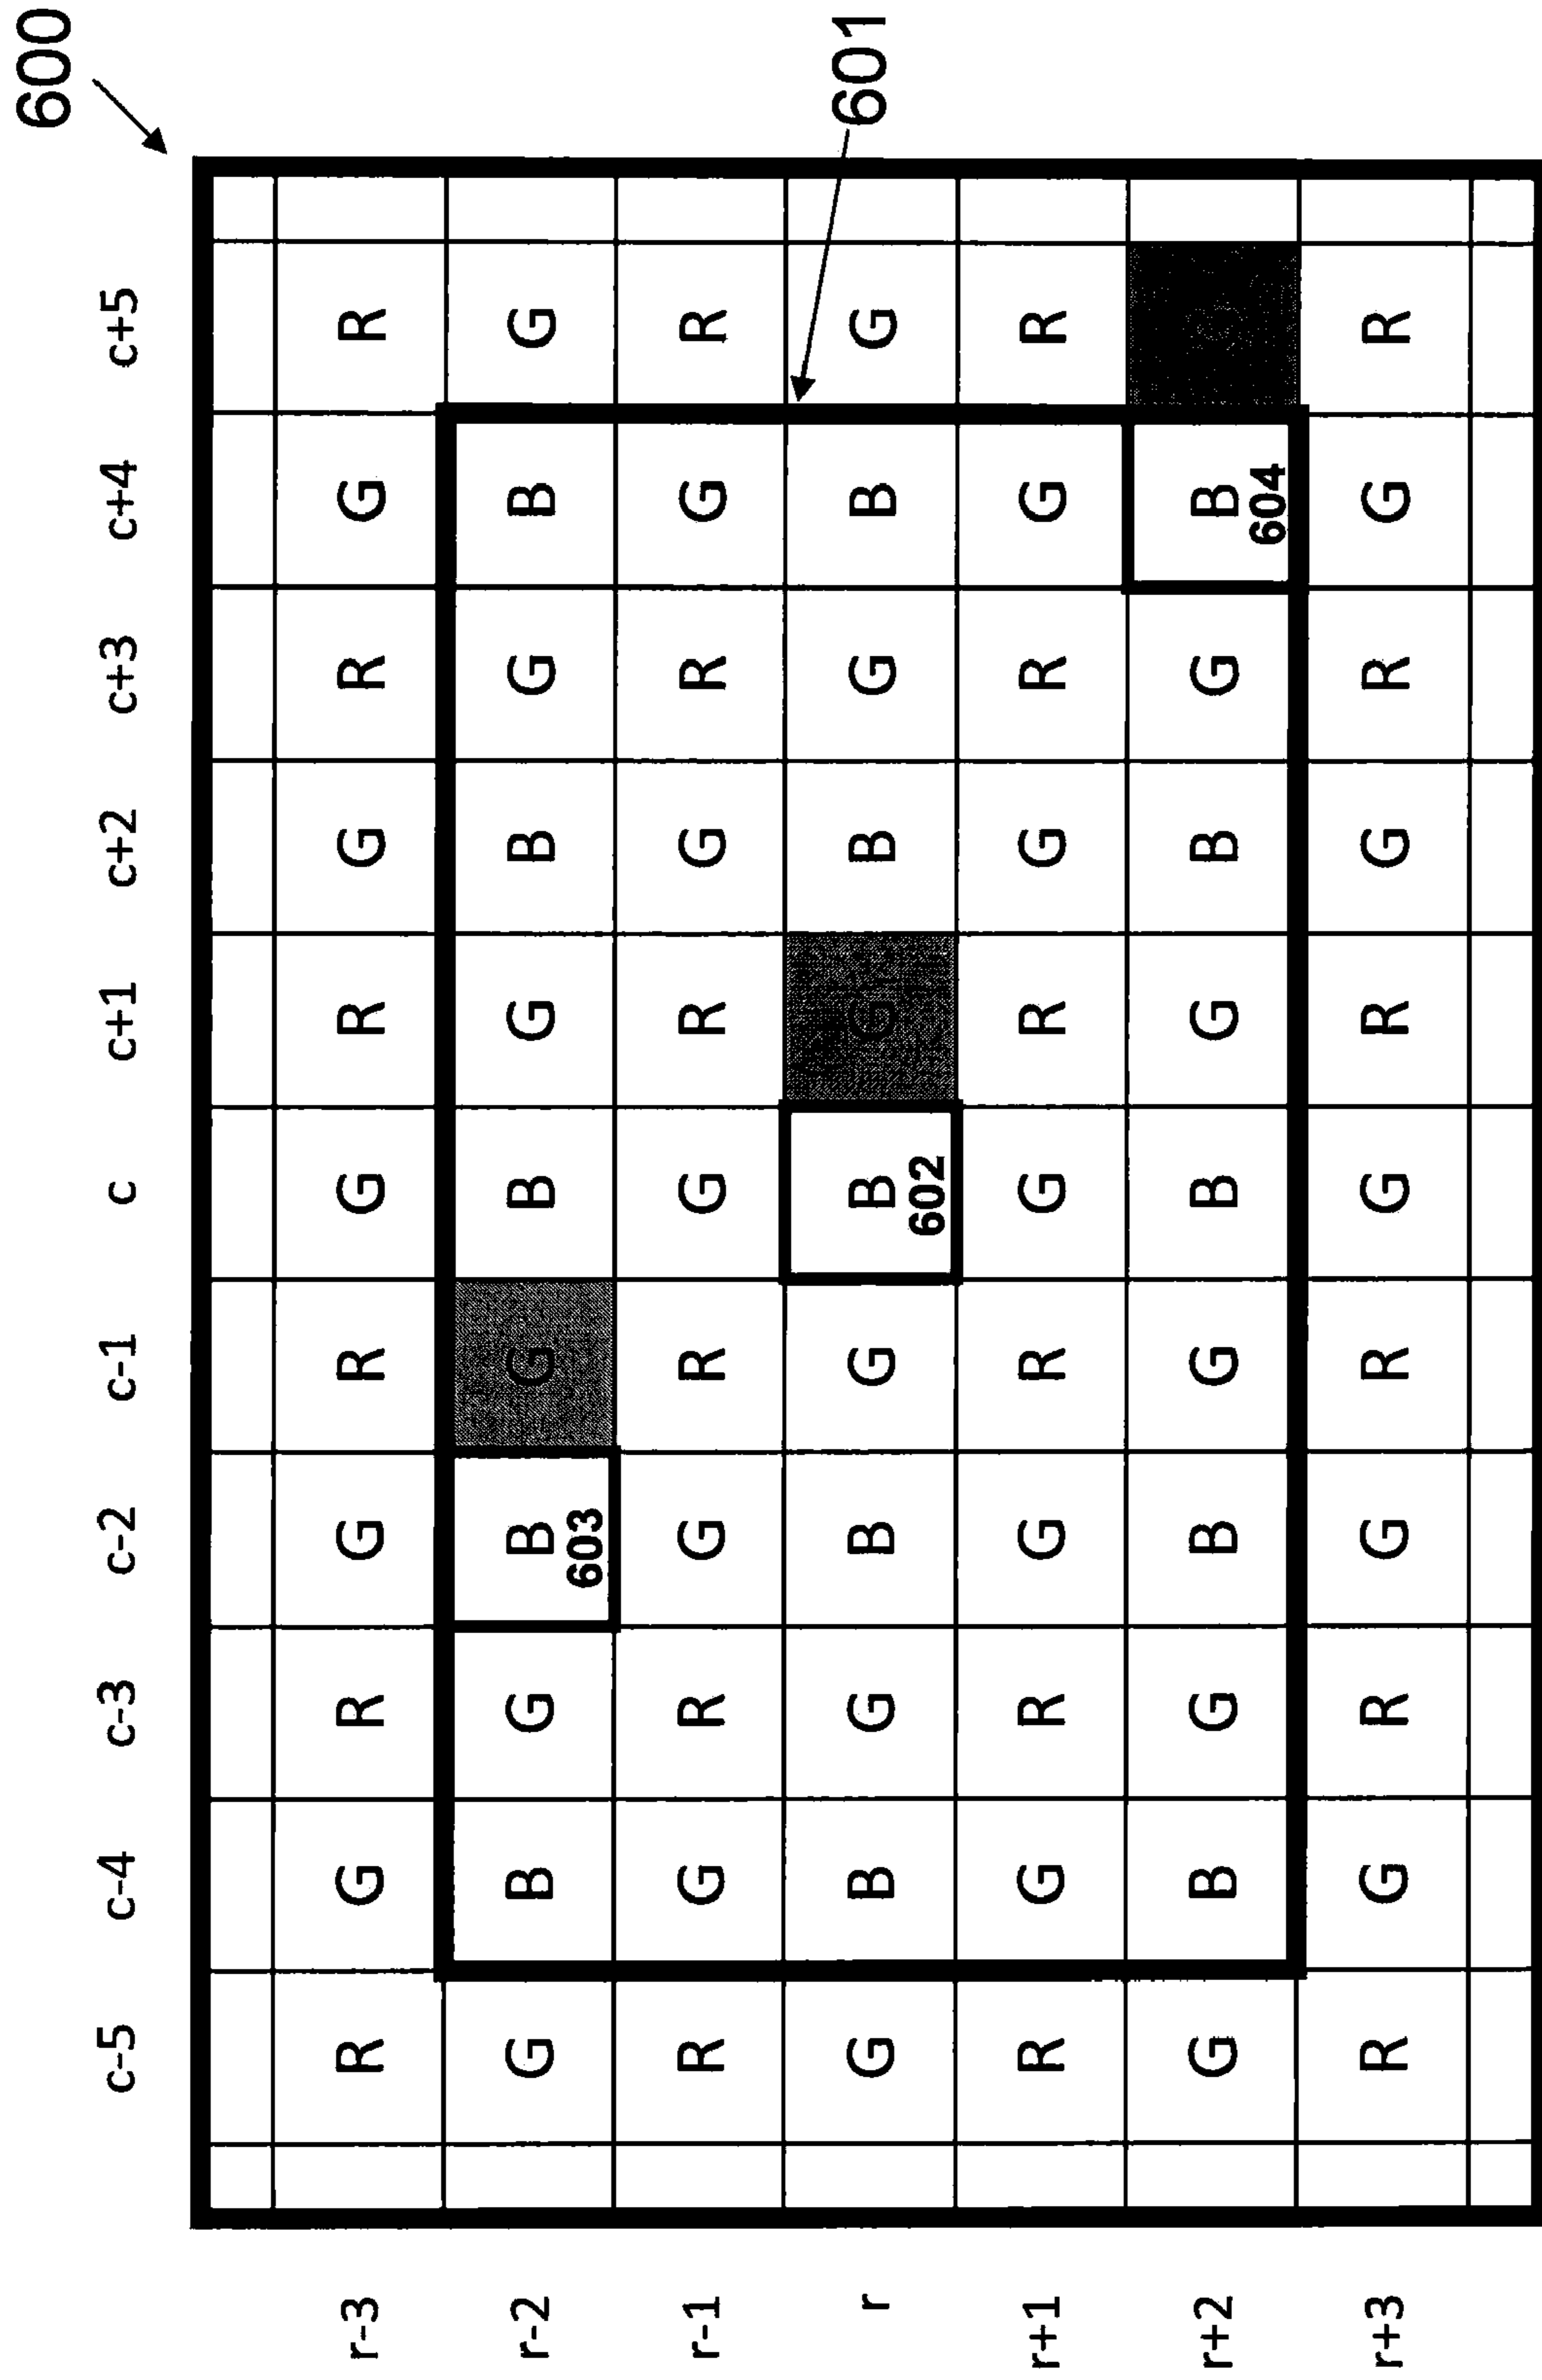 600
601
c-5 c-4 c-3 c-2 c-1 c c+1 c+2 c+3 c+4 c+5
r-3 R G R G R G R G R G R
r-2 G B G B G B G B G B G
603
r-1 R G R G R G R G R G R
r G B G B G B G B G B G
602
r+1 R G R G R G R G R G R
r+2 G B G B G B G B G B G
604
r+3 R G R G R G R G R G R